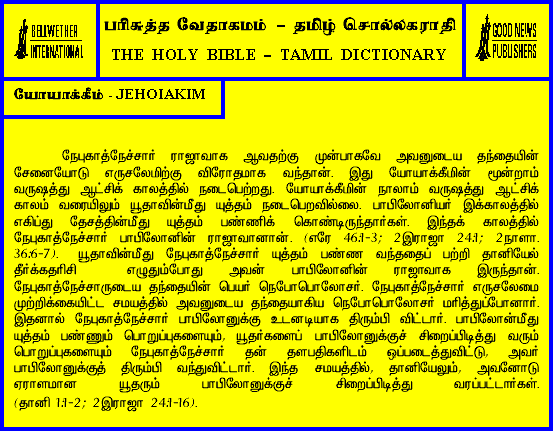 BELLWETHER
INTERNATIONAL
பரிசுத்த வேதாகமம் – தமிழ் சொல்லகராதி
THE HOLY BIBLE – TAMIL DICTIONARY
GOOD NEWS
PUBLISHERS
யோயாக்கீம் - JEHOIAKIM
நேபுகாத்நேச்சார் ராஜாவாக ஆவதற்கு முன்பாகவே அவனுடைய தந்தையின்
சேனையோடு எருசலேமிற்கு விரோதமாக வந்தான். இது யோயாக்கீமின் மூன்றாம்
வருஷத்து ஆட்சிக் காலத்தில் நடைபெற்றது. யோயாக்கீமின் நாலாம் வருஷத்து ஆட்சிக்
காலம் வரையிலும் யூதாவின்மீது யுத்தம் நடைபெறவில்லை. பாபிலோனியர் இக்காலத்தில்
எகிப்து தேசத்தின்மீது யுத்தம் பண்ணிக் கொண்டிருந்தார்கள். இந்தக் காலத்தில்
நேபுகாத்நேச்சார் பாபிலோனின் ராஜாவானான். (எரே 46:1-3; 2இராஜா 24:1; 2நாளா.
36:6-7). யூதாவின்மீது நேபுகாத்நேச்சார் யுத்தம் பண்ண வந்ததைப் பற்றி தானியேல்
தீர்க்கதரிசி எழுதும்போது அவன் பாபிலோனின் ராஜாவாக இருந்தான்.
நேபுகாத்நேச்சாருடைய தந்தையின் பெயர் நெபோபொலோசர். நேபுகாத்நேச்சார் எருசலேமை
முற்றிக்கையிட்ட சமயத்தில் அவனுடைய தந்தையாகிய நெபோபொலோசர் மரித்துப்போனார்.
இதனால் நேபுகாத்நேச்சார் பாபிலோனுக்கு உடனடியாக திரும்பி விட்டார். பாபிலோன்மீது
யுத்தம் பண்ணும் பொறுப்புகளையும், யூதர்களைப் பாபிலோனுக்குச் சிறைப்பிடித்து வரும்
பொறுப்புகளையும் நேபுகாத்நேச்சார் தன் தளபதிகளிடம் ஒப்படைத்துவிட்டு, அவர்
பாபிலோனுக்குத் திரும்பி வந்துவிட்டார். இந்த சமயத்தில், தானியேலும், அவனோடு
ஏராளமான யூதரும் பாபிலோனுக்குச் சிறைப்பிடித்து வரப்பட்டார்கள்.
(தானி 1:1-2; 2இராஜா 24:1-16).